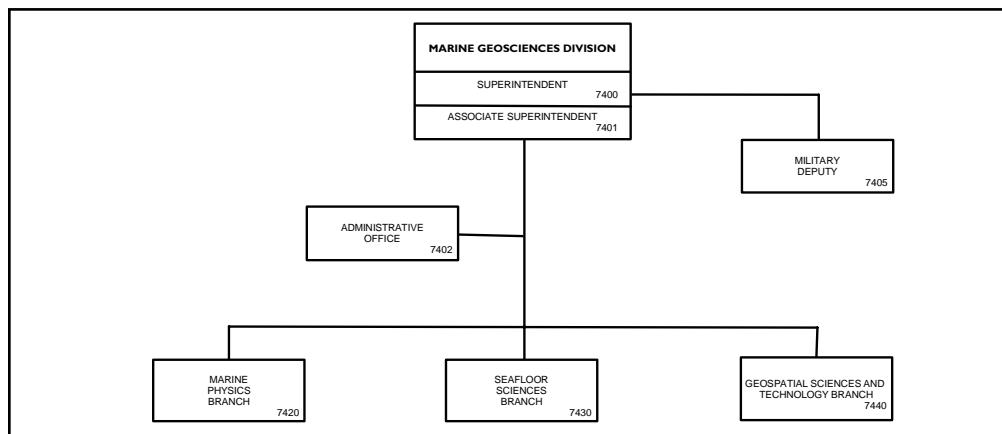 MARINE GEOSCIENCES DIVISION
SUPERINTENDENT
7400
ASSOCIATE SUPERINTENDENT
7401
MILITARY
DEPUTY
7405
ADMINISTRATIVE
OFFICE
7402
MARINE
PHYSICS
BRANCH
7420
SEAFLOOR
SCIENCES
BRANCH
7430
GEOSPATIAL SCIENCES AND
TECHNOLOGY BRANCH
7440